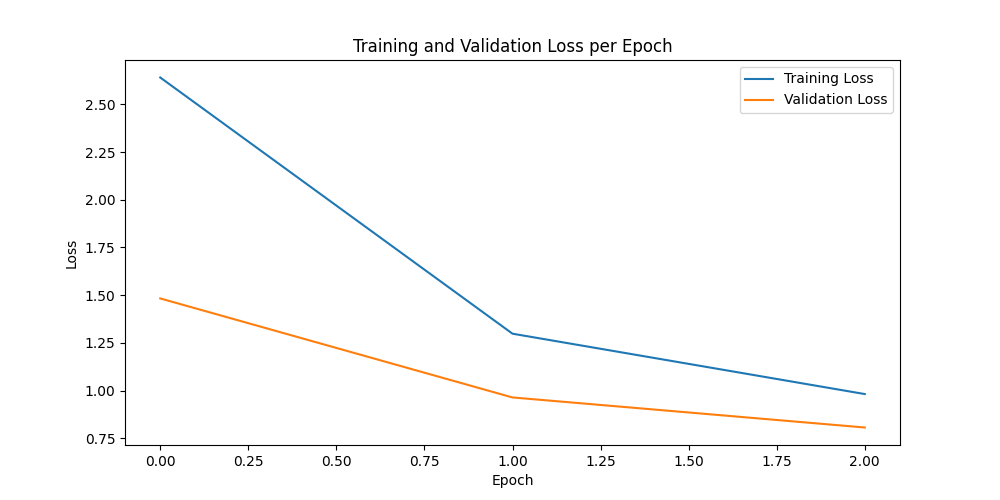 Training and Validation Loss per Epoch
Training Loss
Validation Loss
Loss
2.50
2.25
2.00
1.75
1.50
1.25
1.00
0.75
0.00 0.25 0.50 0.75 1.00 1.25 1.50 1.75 2.00
Epoch